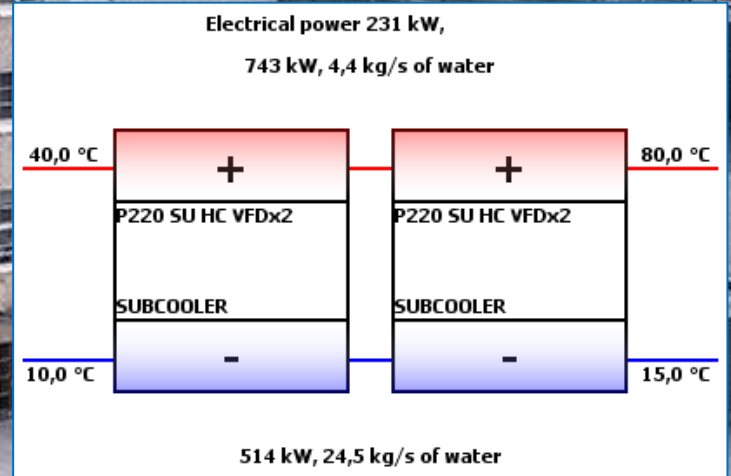 Electrical power 231 kW,
743 kW, 4,4 kg/s of water
40,0 °C
+
+
80,0 °C
P220 SU HC VFDx2
P220 SU HC VFDx2
SUBCOOLER
SUBCOOLER
10,0 °C
-
-
15,0 °C
514 kW, 24,5 kg/s of water